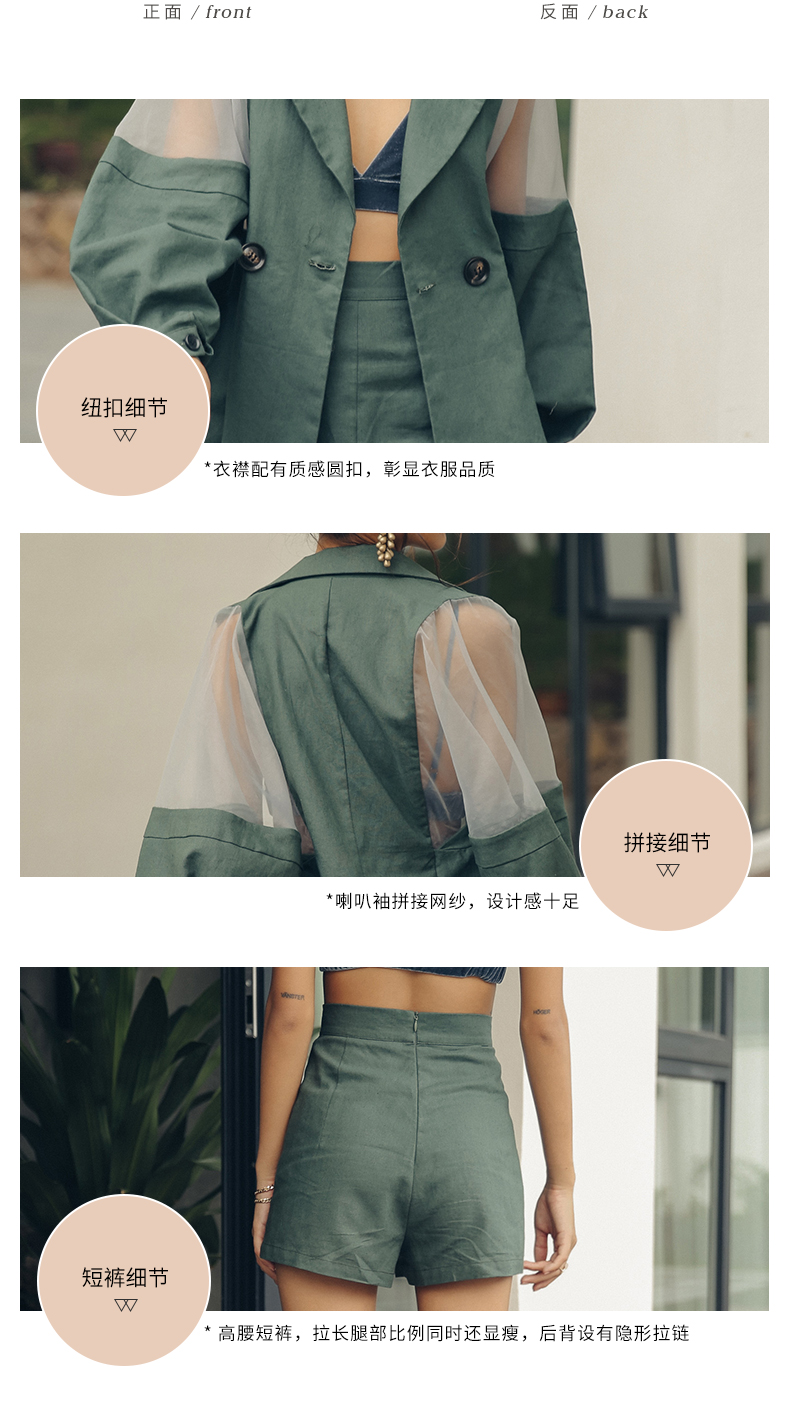 正面 / front
反面 / back
纽扣细节
*衣襟配有质感圆扣，彰显衣服品质
拼接细节
*喇叭袖拼接网纱，设计感十足
短裤细节
* 高腰短裤，拉长腿部比例同时还显瘦，后背设有隐形拉链